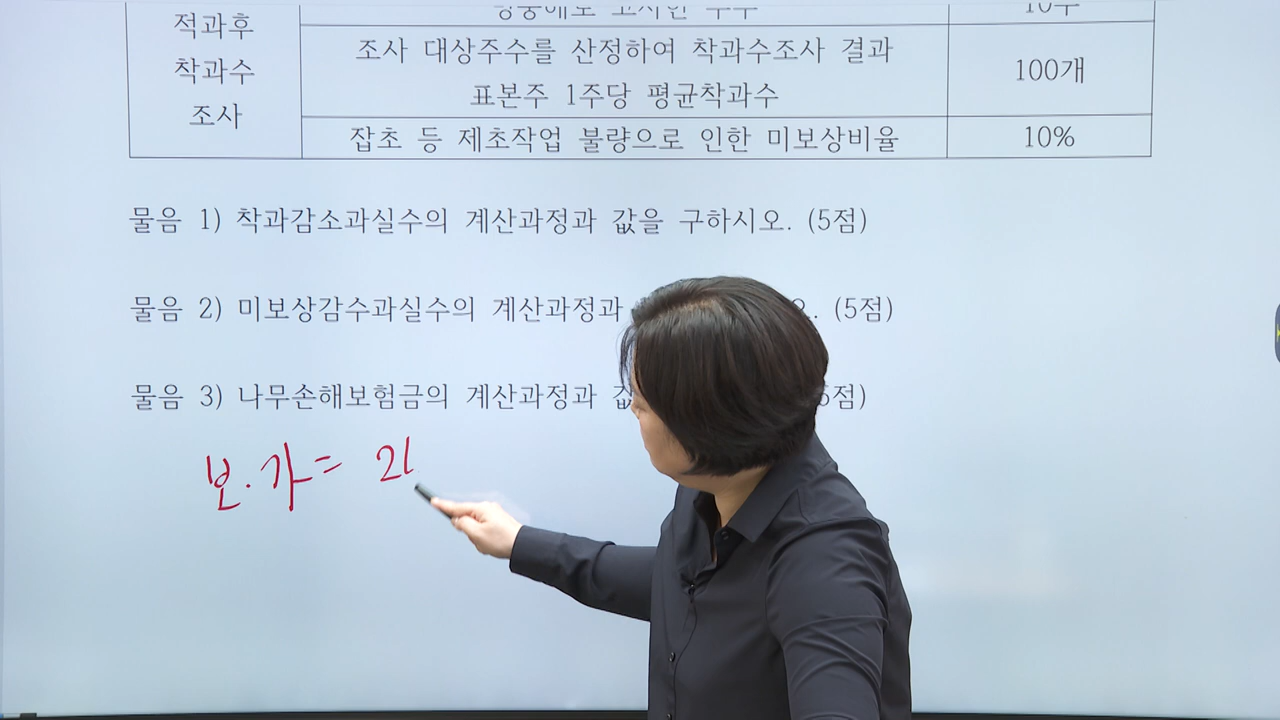 적과후
착과수
조사
10주
조사 대상주수를 산정하여 착과수조사 결과
표본주 1주당 평균착과수
100개
잡초 등 제초작업 불량으로 인한 미보상비율
10%
물음 1) 착과감소과실수의 계산과정과 값을 구하시오. (5점)
물음 2) 미보상감수과실수의 계산과정과 (5점)
물음 3) 나무손해보험금의 계산과정과 점)
보.가= 21